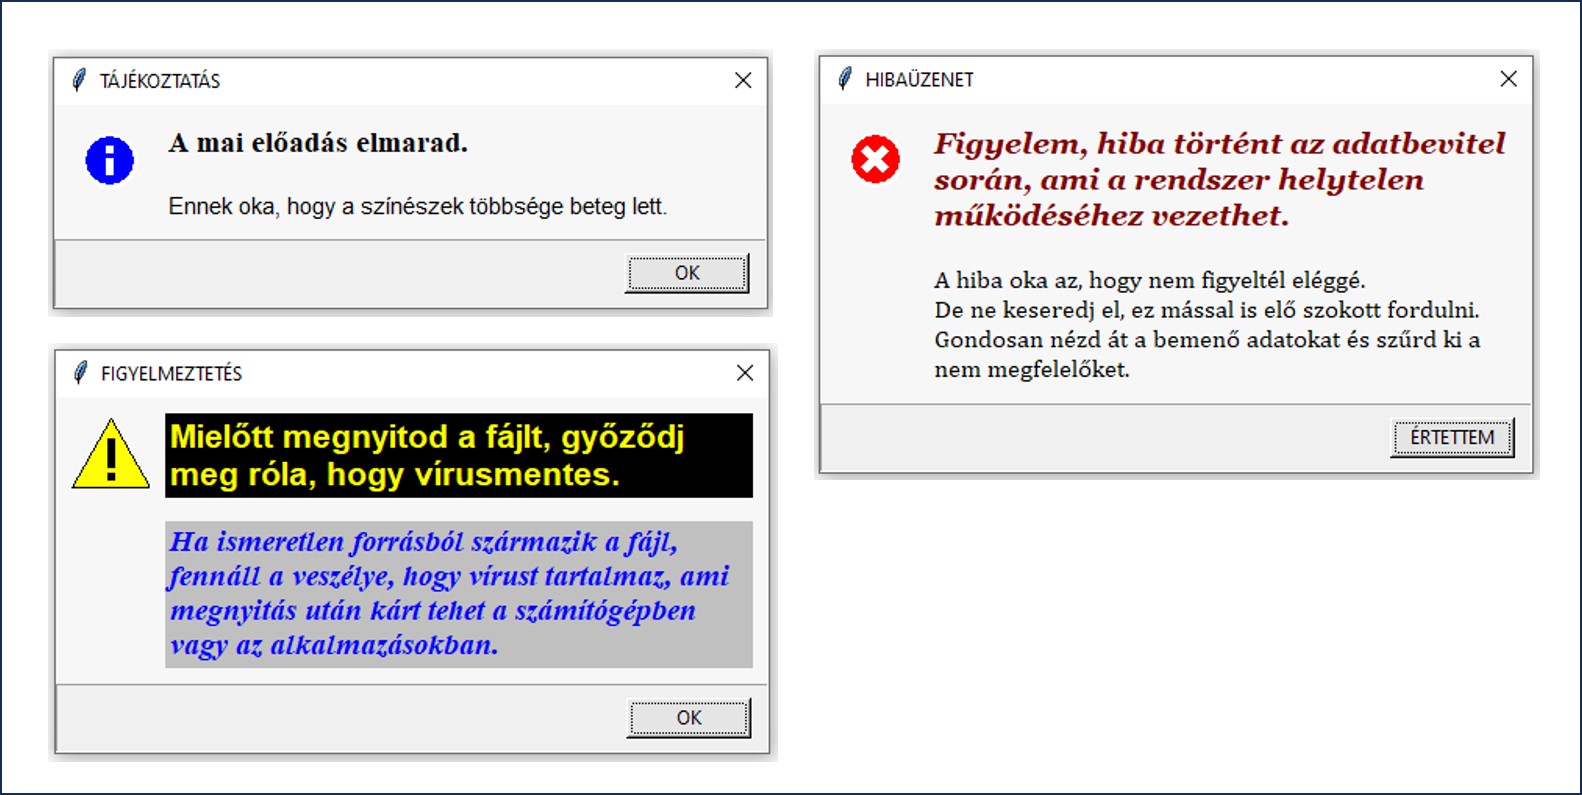 TÁJÉKOZTATÁS
A mai előadás elmarad.
Ennek oka, hogy a színészek többsége beteg lett.
OK
FIGYELMEZTETÉS
Mielőtt megnyitod a fájlt, győződj
meg róla, hogy vírusmentes.
Ha ismeretlen forrásból származik a fájl,
fennáll a veszélye, hogy vírust tartalmaz, ami
megnyitás után kárt tehet a számítógépben
vagy az alkalmazásokban.
OK
HIBAÜZENET
Figyelem, hiba történt az adatbevitel
során, ami a rendszer helytelen
működéséhez vezethet.
A hiba oka az, hogy nem figyeltél eléggé.
De ne keseredj el, ez mással is elő szokott fordulni.
Gondosan nézd át a bemenő adatokat és szűrd ki a
nem megfelelőket.
ÉRTETTEM